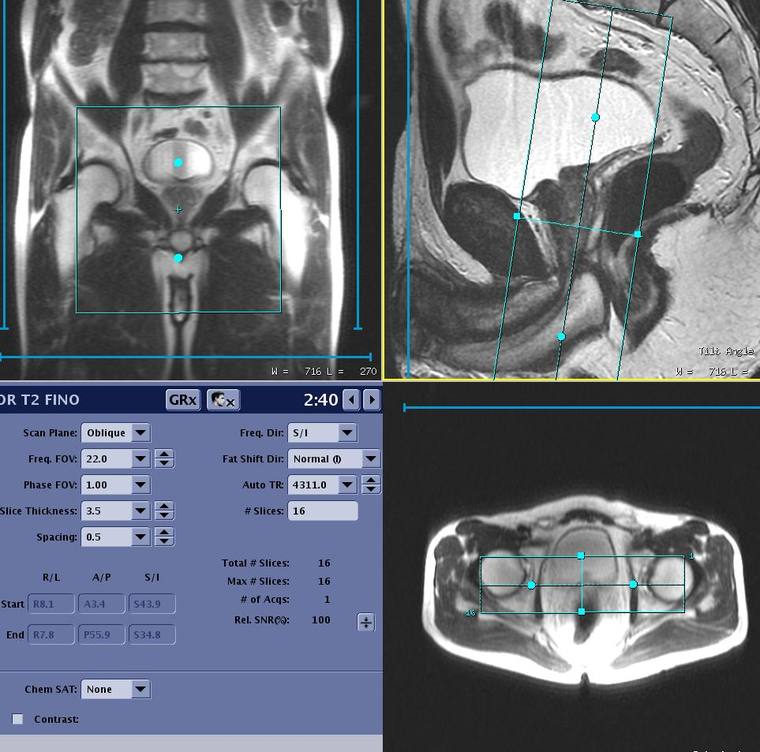 W = 716 L = 270
Tilt Angle
W = 716 L =
OR T2 FINO GRx 2:40
Scan Plane: Oblique Freq. Dir: S/I
Freq. FOV: 22.0 Fat Shift Dir: Normal (I)
Phase FOV: 1.00 Auto TR: 4311.0
Slice Thickness: 3.5 # Slices: 16
Spacing: 0.5
Total # Slices: 16
R/L A/P S/I Max # Slices: 16
Start R8.1 A3.4 S43.9 # of Acqs: 1
End R7.8 P55.9 S34.8 Rel. SNR(%): 100
Chem SAT: None
Contrast:
1
16